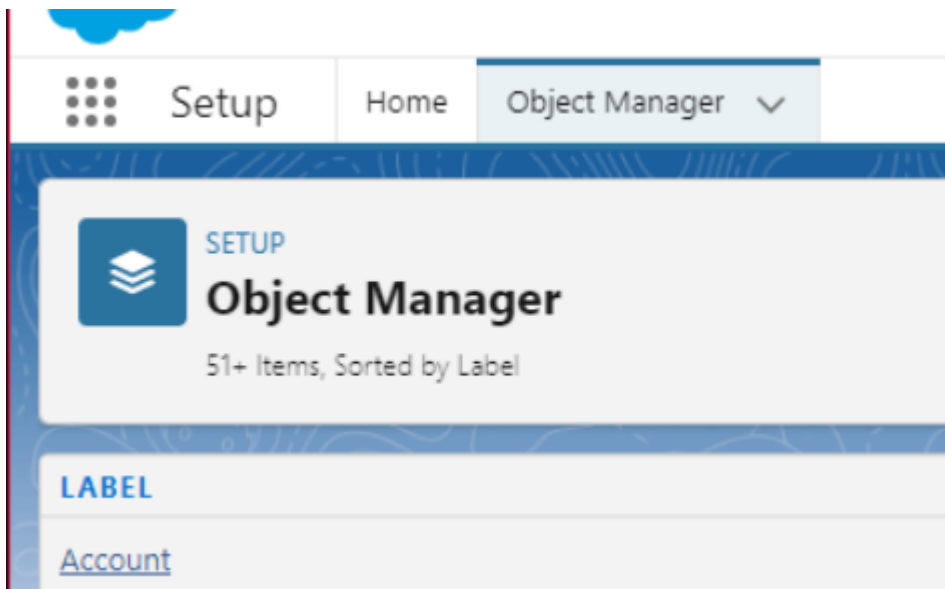 Setup Home Object Manager
SETUP
Object Manager
51+ Items, Sorted by Label
LABEL
Account